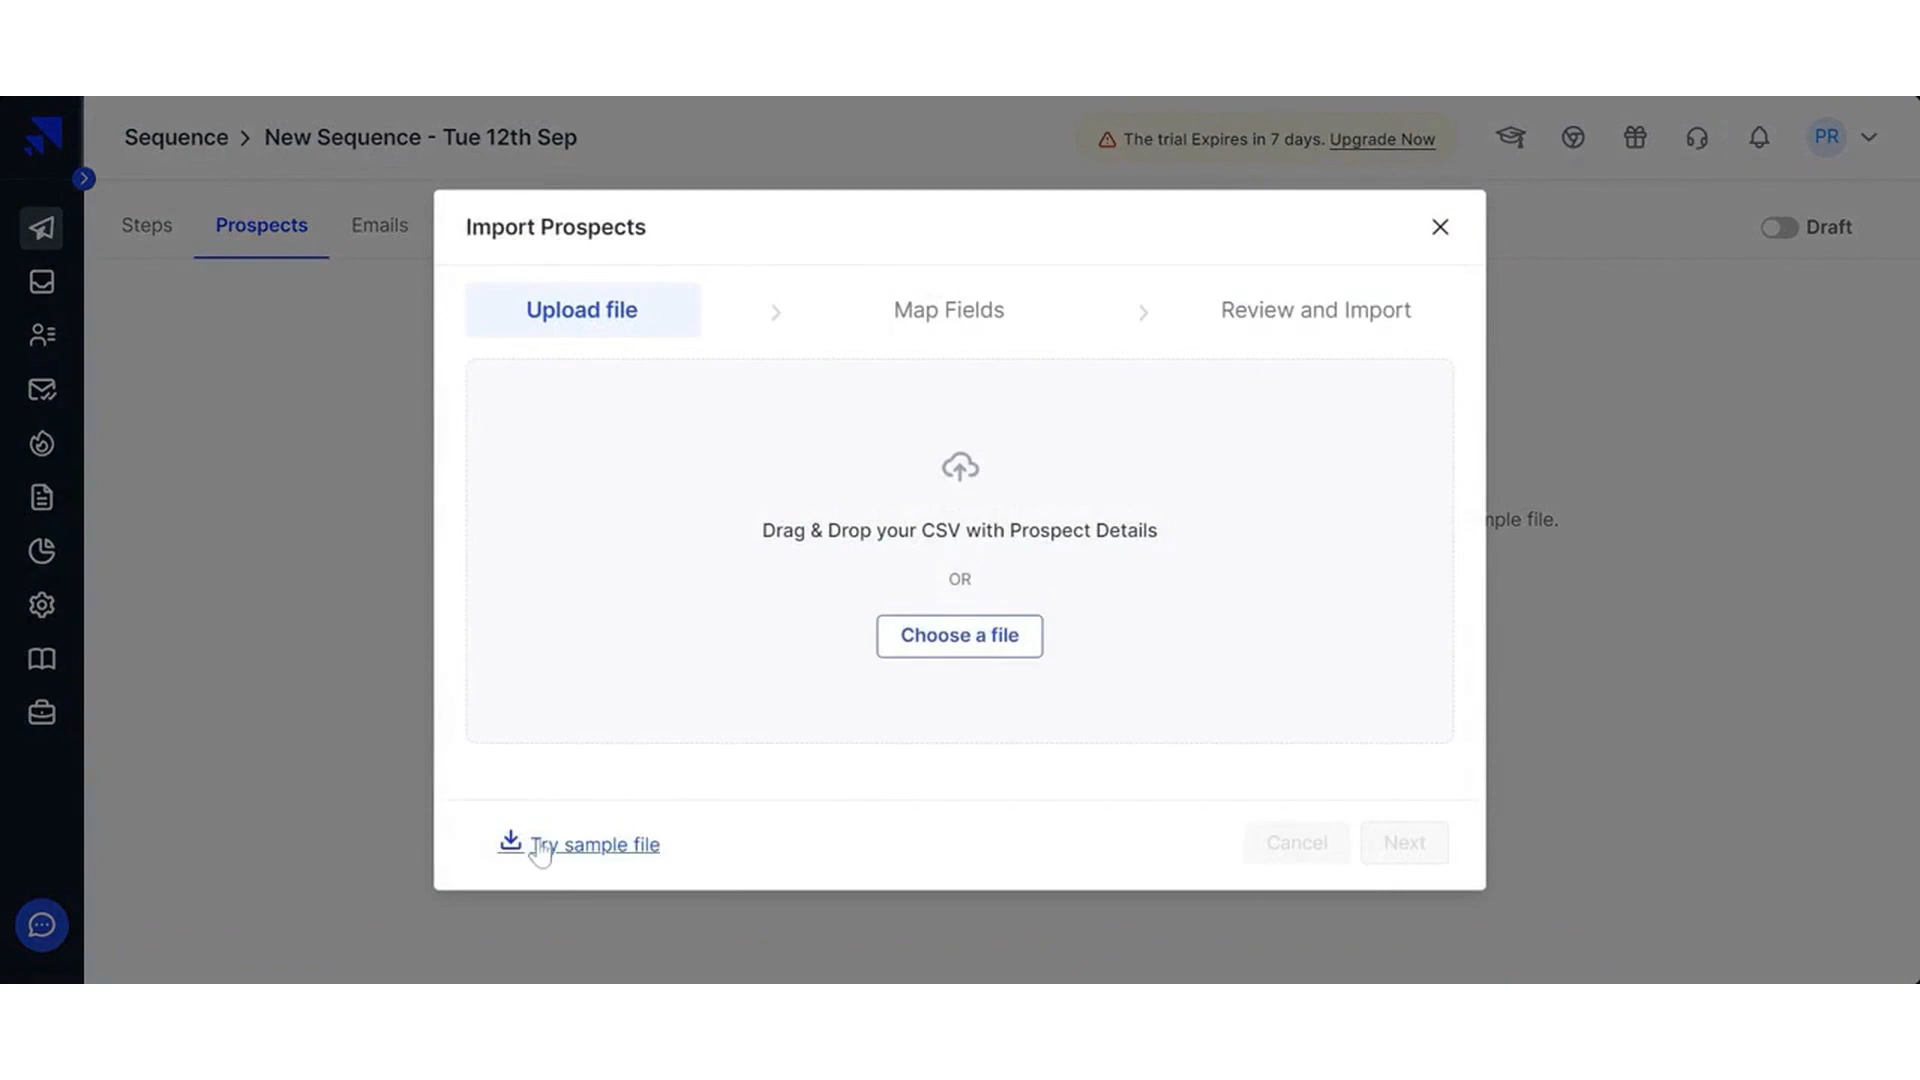 Sequence > New Sequence - Tue 12th Sep
The trial Expires in 7 days. Upgrade Now
PR
Steps
Prospects
Emails
Draft
Import Prospects
Upload file
Map Fields
Review and Import
Drag & Drop your CSV with Prospect Details
OR
Choose a file
file.
Try sample file
Cancel
Next